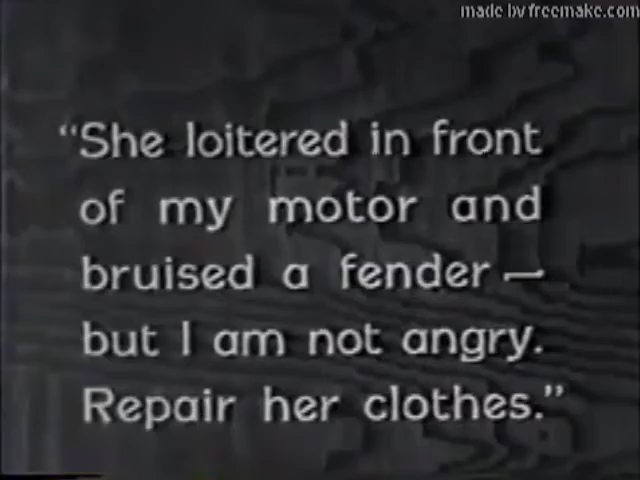 made by freemake.com
"She loitered in front
of my motor and
bruised a fender —
but I am not angry.
Repair her clothes."